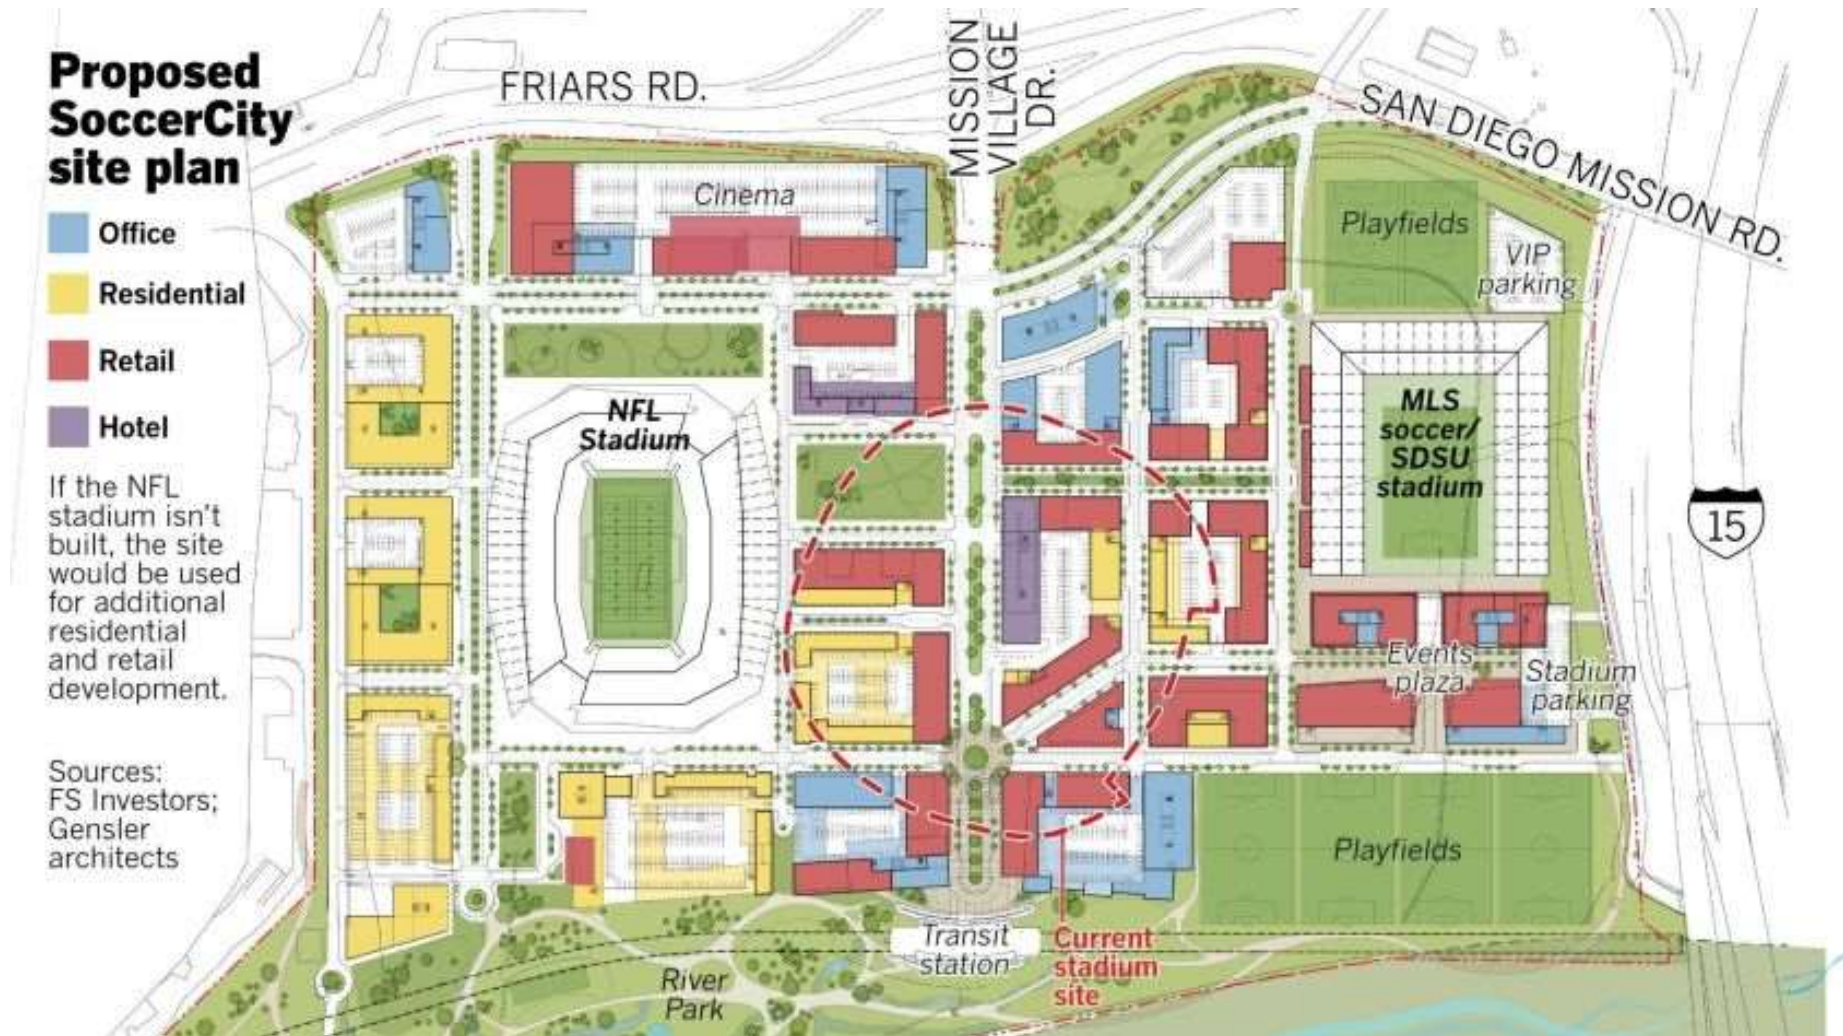 Proposed
SoccerCity
site plan
Office
Residential
Retail
Hotel
If the NFL
stadium isn't
built, the site
would be used
for additional
residential
and retail
development.
Sources:
FS Investors;
Gensler
architects
FRIARS RD.
MISSION
VILLAGE
DR.
SAN DIEGO MISSION RD.
Cinema
Playfields
VIP
parking
NFL
Stadium
MLS
soccer/
SDSU
stadium
15
Events
plaza
Stadium
parking
Playfields
Transit
station
Current
stadium
site
River
Park